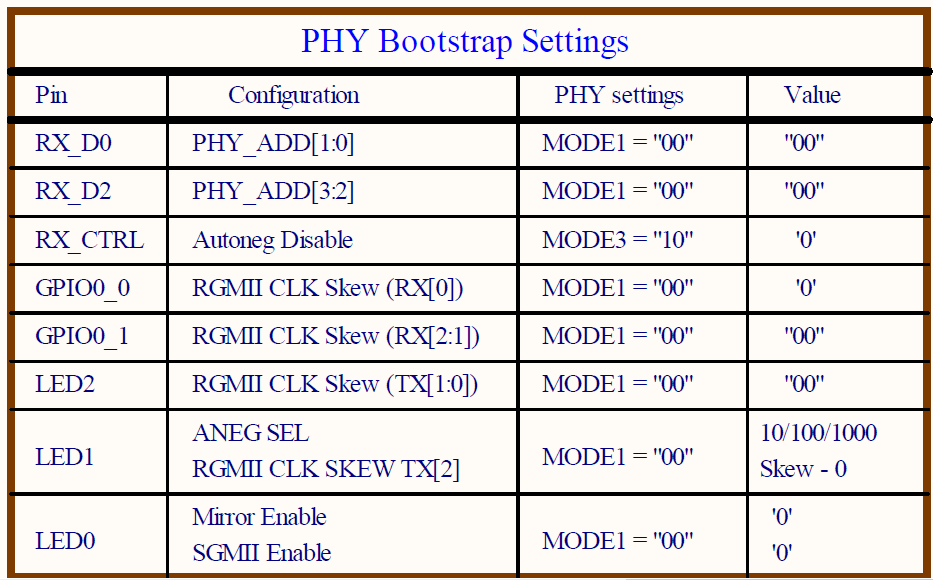 PHY Bootstrap Settings
Pin Configuration PHY settings Value
RX_D0 PHY_ADD[1:0] MODE1 = "00" "00"
RX_D2 PHY_ADD[3:2] MODE1 = "00" "00"
RX_CTRL Autoneg Disable MODE3 = "10" '0'
GPIO0_0 RGMII CLK Skew (RX[0]) MODE1 = "00" '0'
GPIO0_1 RGMII CLK Skew (RX[2:1]) MODE1 = "00" "00"
LED2 RGMII CLK Skew (TX[1:0]) MODE1 = "00" "00"
ANEG SEL 10/100/1000
LED1 MODE1 = "00"
RGMII CLK SKEW TX[2] Skew - 0
Mirror Enable '0'
LED0 MODE1 = "00"
SGMII Enable '0'